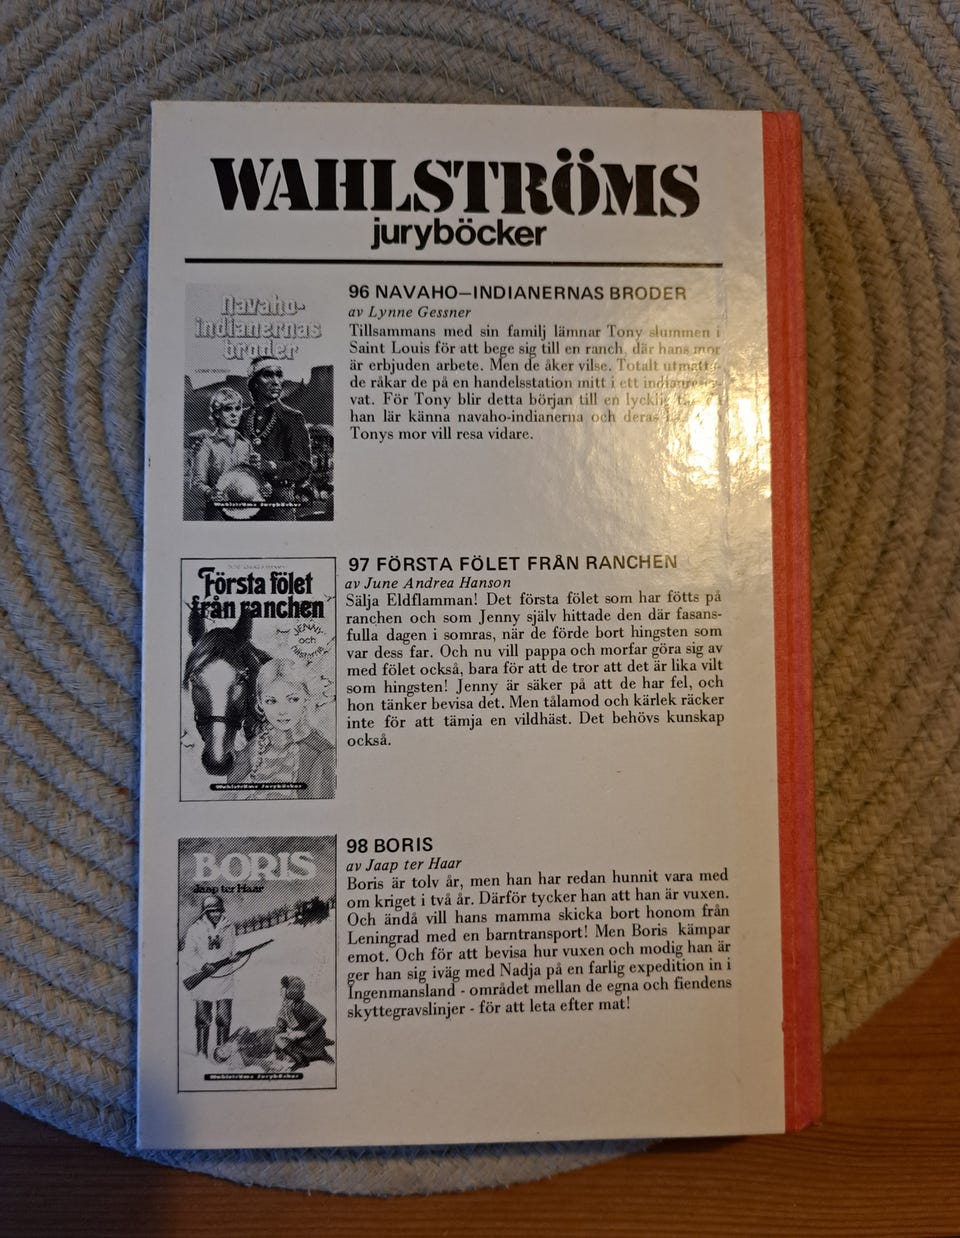 WAHLSTRÖMS
juryböcker
Navaho-
indianernas
broder
Wahlströms Juryböcker
96 NAVAHO–INDIANERNAS BRODER
av Lynne Gessner
Tillsammans med sin familj lämnar Tony slummen i
Saint Louis för att bege sig till en ranch, där hans mor
är erbjuden arbete. Men de åker vilse. Totalt
de råkar de på en handelsstation mitt i ett
vat. För Tony blir detta början till en lycklig
han lär känna navaho-indianerna och deras
Tonys mor vill resa vidare.
Första fölet
från ranchen
JENNY
och
Wahlströms Juryböcker
97 FÖRSTA FÖLET FRÅN RANCHEN
av June Andrea Hanson
Sälja Eldflamman! Det första fölet som har fötts på
ranchen och som Jenny själv hittade den där fasans-
fulla dagen i somras, när de förde bort hingsten som
var dess far. Och nu vill pappa och morfar göra sig av
med fölet också, bara för att de tror att det är lika vilt
som hingsten! Jenny är säker på att de har fel, och
hon tänker bevisa det. Men tålamod och kärlek räcker
inte för att tämja en vildhäst. Det behövs kunskap
också.
BORIS
Jaap ter Haar
Wahlströms Juryböcker
98 BORIS
av Jaap ter Haar
Boris är tolv år, men han har redan hunnit vara med
om kriget i två år. Därför tycker han att han är vuxen.
Och ändå vill hans mamma skicka bort honom från
Leningrad med en barntransport! Men Boris kämpar
emot. Och för att bevisa hur vuxen och modig han är
ger han sig iväg med Nadja på en farlig expedition in i
Ingenmansland - området mellan de egna och fiendens
skyttegravslinjer - för att leta efter mat!